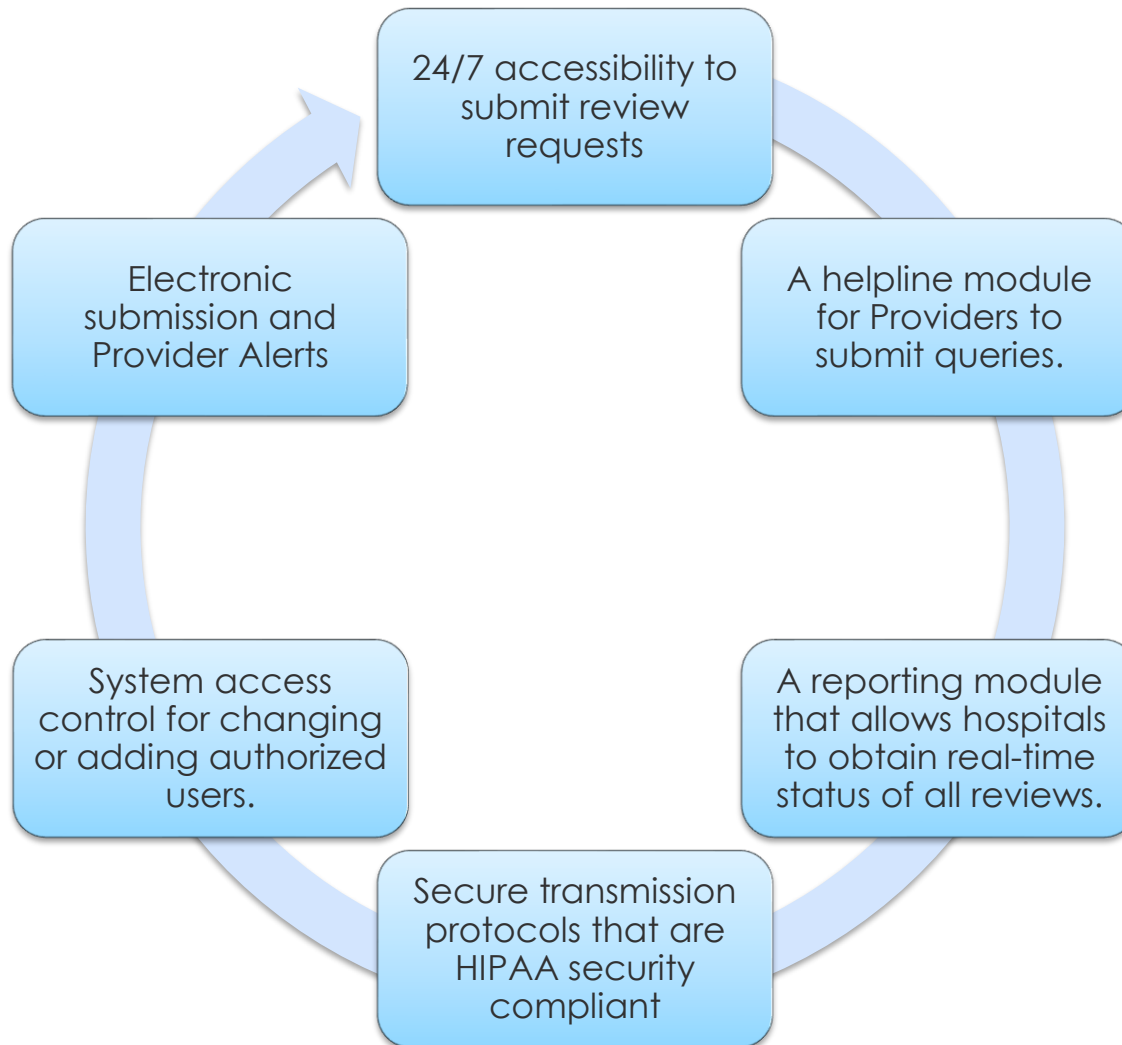 24/7 accessibility to
submit review
requests
A helpline module
for Providers to
submit queries.
A reporting module
that allows hospitals
to obtain real-time
status of all reviews.
Secure transmission
protocols that are
HIPAA security
compliant
System access
control for changing
or adding authorized
users.
Electronic
submission and
Provider Alerts